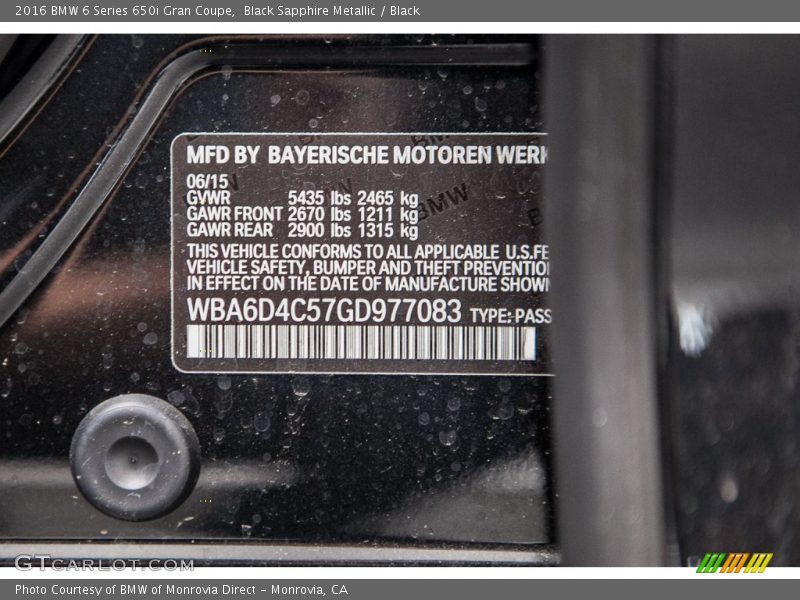 2016 BMW 6 Series 650i Gran Coupe, Black Sapphire Metallic / Black
MFD BY BAYERISCHE MOTOREN WERK
06/15
GVWR 5435 lbs 2465 kg
GAWR FRONT 2670 lbs 1211 kg
GAWR REAR 2900 lbs 1315 kg
BMW
THIS VEHICLE CONFORMS TO ALL APPLICABLE U.S.FE
VEHICLE SAFETY, BUMPER AND THEFT PREVENTIO
IN EFFECT ON THE DATE OF MANUFACTURE SHOWN
WBA6D4C57GD977083 TYPE: PASS
GTCARLOT.COM
Photo Courtesy of BMW of Monrovia Direct - Monrovia, CA